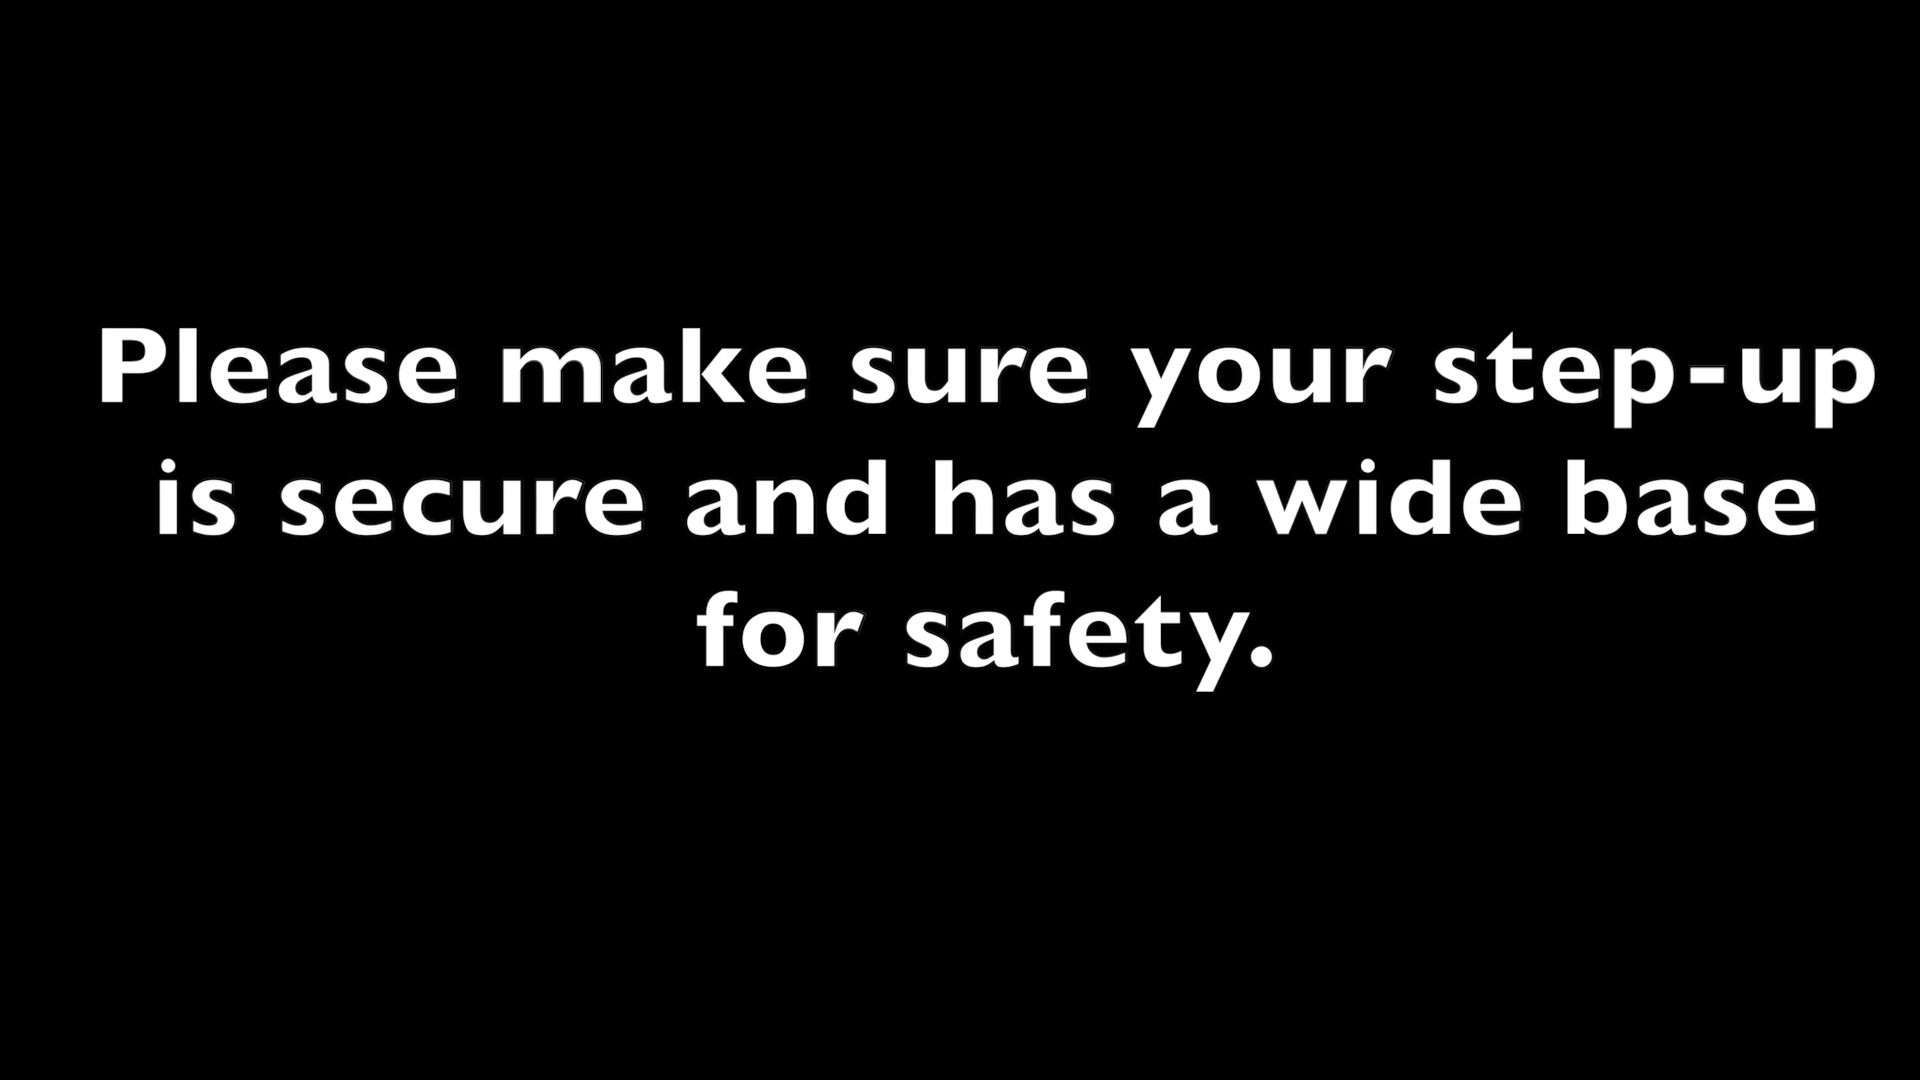 Please make sure your step-up
is secure and has a wide base
for safety.